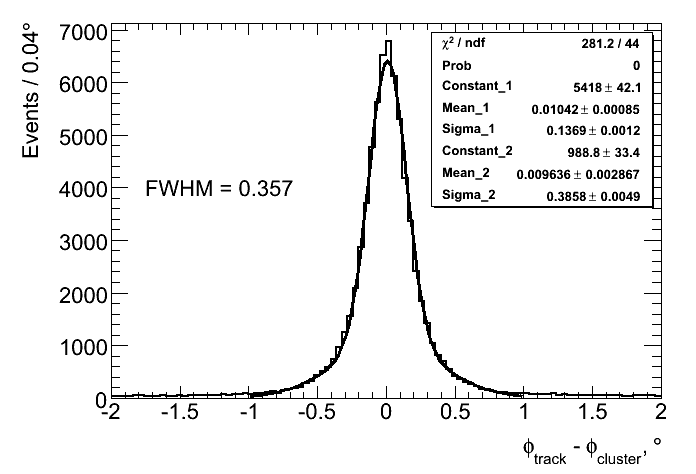 Events / 0.04°
7000
6000
5000
4000
3000
2000
1000
0
-2 -1.5 -1 -0.5 0 0.5 1 1.5 2
ϕtrack - ϕcluster, °
FWHM = 0.357
χ² / ndf 281.2 / 44
Prob 0
Constant_1 5418 ± 42.1
Mean_1 0.01042 ± 0.00085
Sigma_1 0.1369 ± 0.0012
Constant_2 988.8 ± 33.4
Mean_2 0.009636 ± 0.002867
Sigma_2 0.3858 ± 0.0049